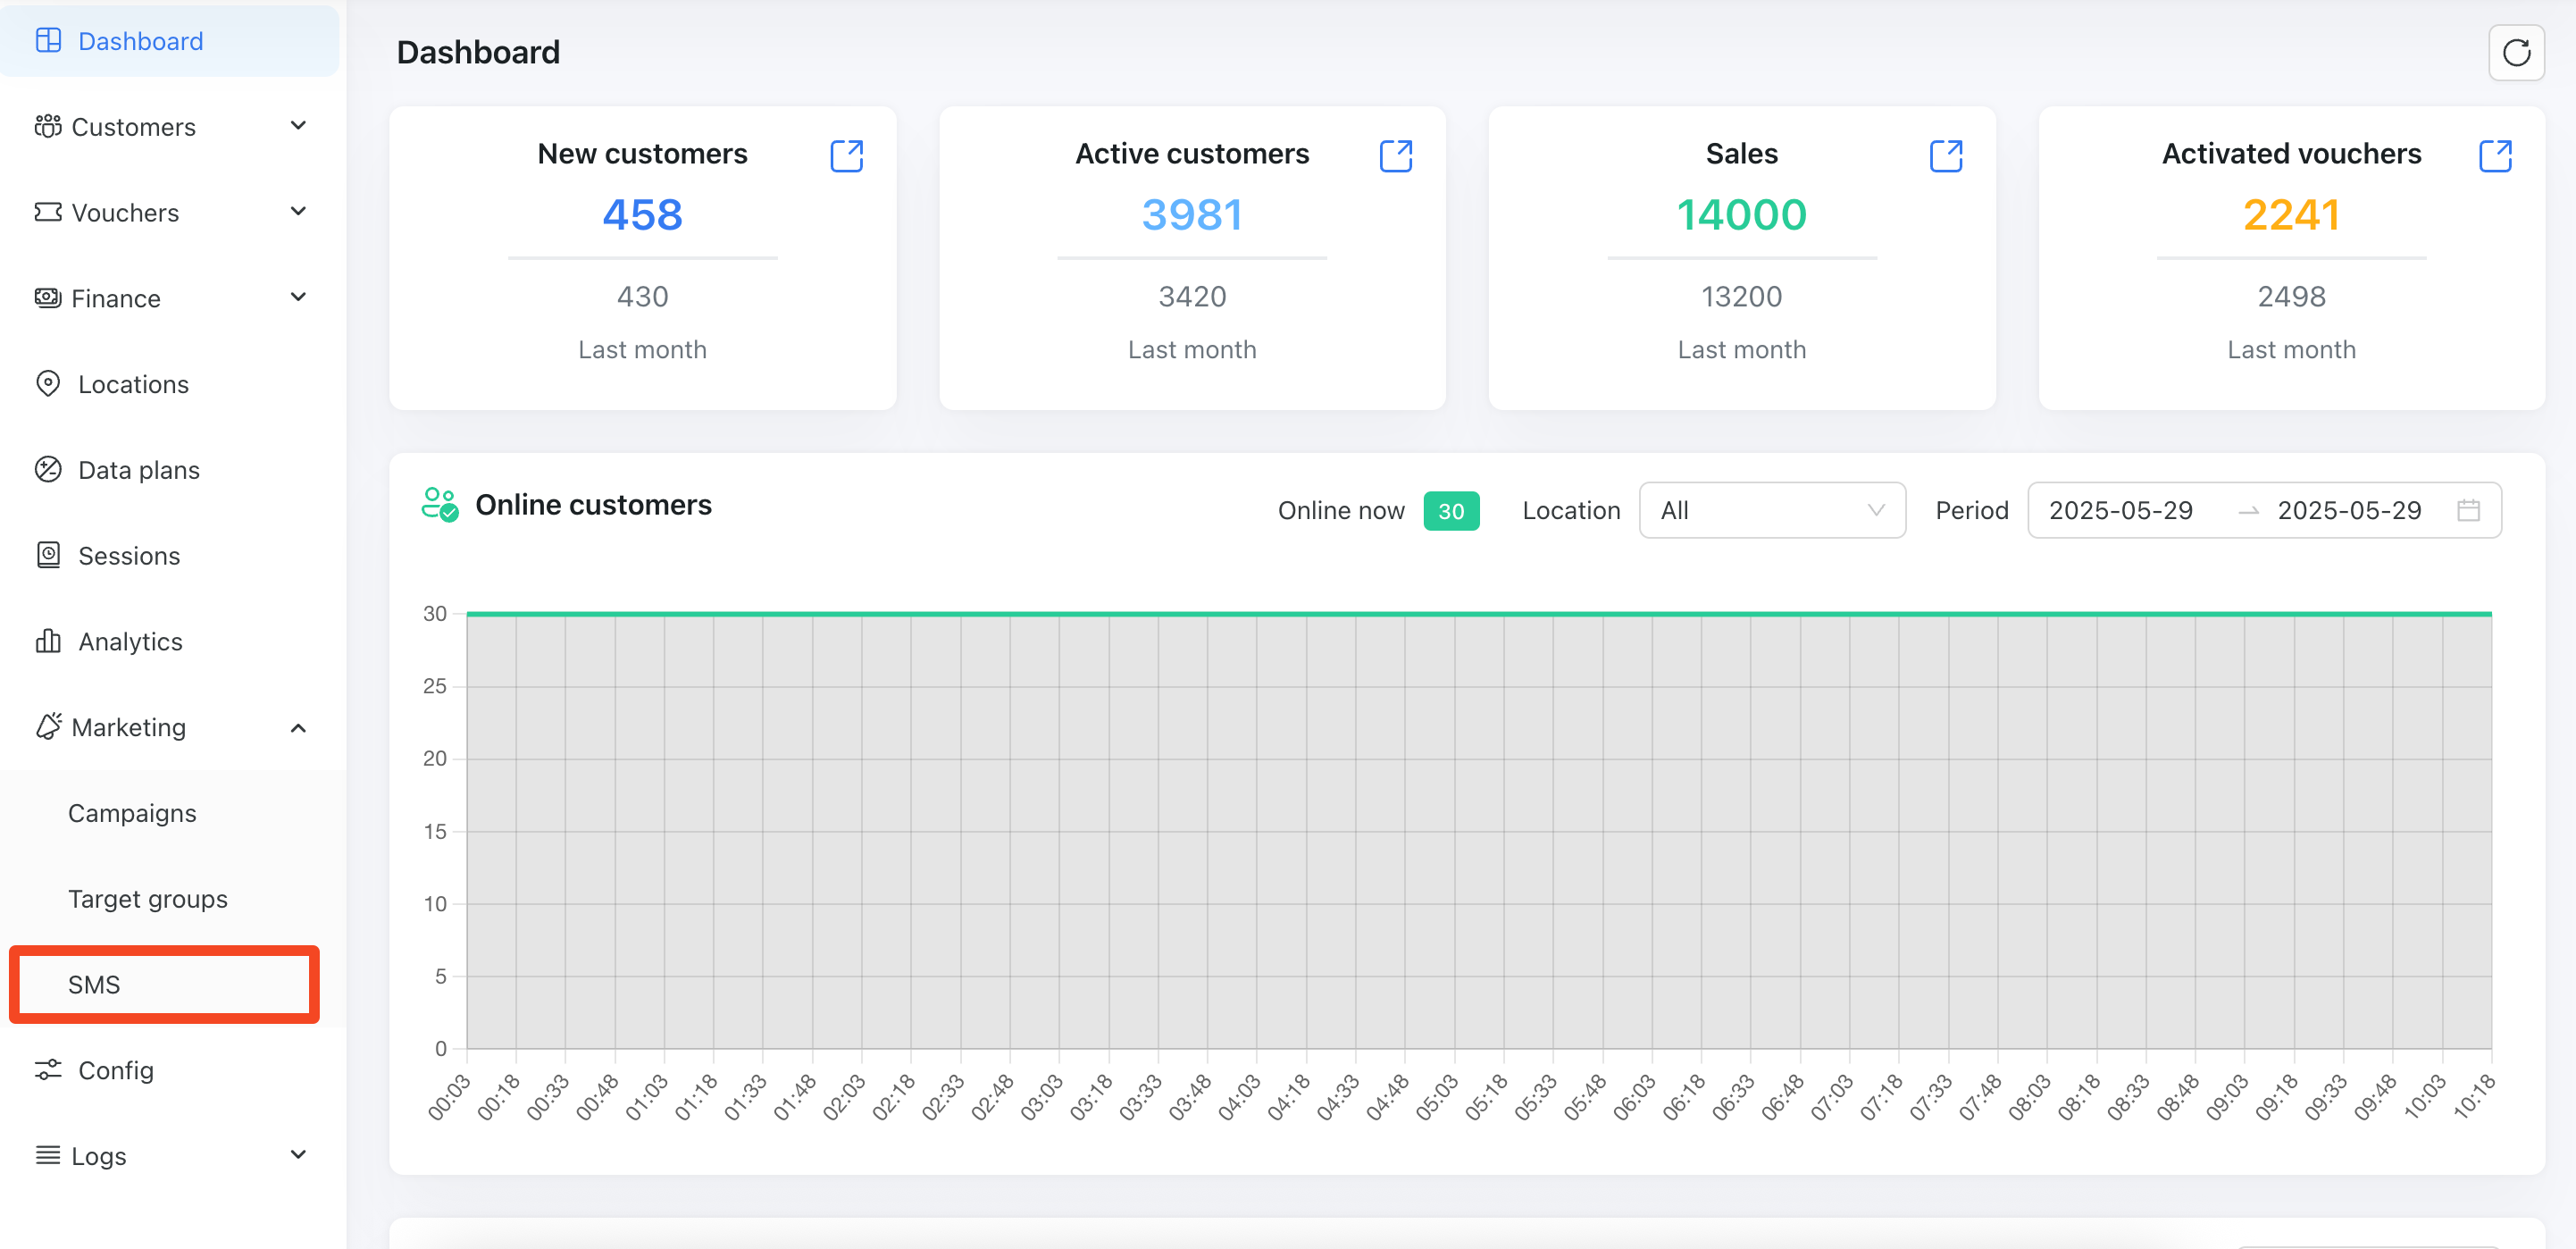 Dashboard
Customers
Vouchers
Finance
Locations
Data plans
Sessions
Analytics
Marketing
Campaigns
Target groups
SMS
Config
Logs
Dashboard
New customers
458
430
Last month
Active customers
3981
3420
Last month
Sales
14000
13200
Last month
Activated vouchers
2241
2498
Last month
Online customers
Online now 30 Location All Period 2025-05-29 → 2025-05-29
30
25
20
15
10
5
0
00:03 00:18 00:33 00:48 01:03 01:18 01:33 01:48 02:03 02:18 02:33 02:48 03:03 03:18 03:33 03:48 04:03 04:18 04:33 04:48 05:03 05:18 05:33 05:48 06:03 06:18 06:33 06:48 07:03 07:18 07:33 07:48 08:03 08:18 08:33 08:48 09:03 09:18 09:33 09:48 10:03 10:18